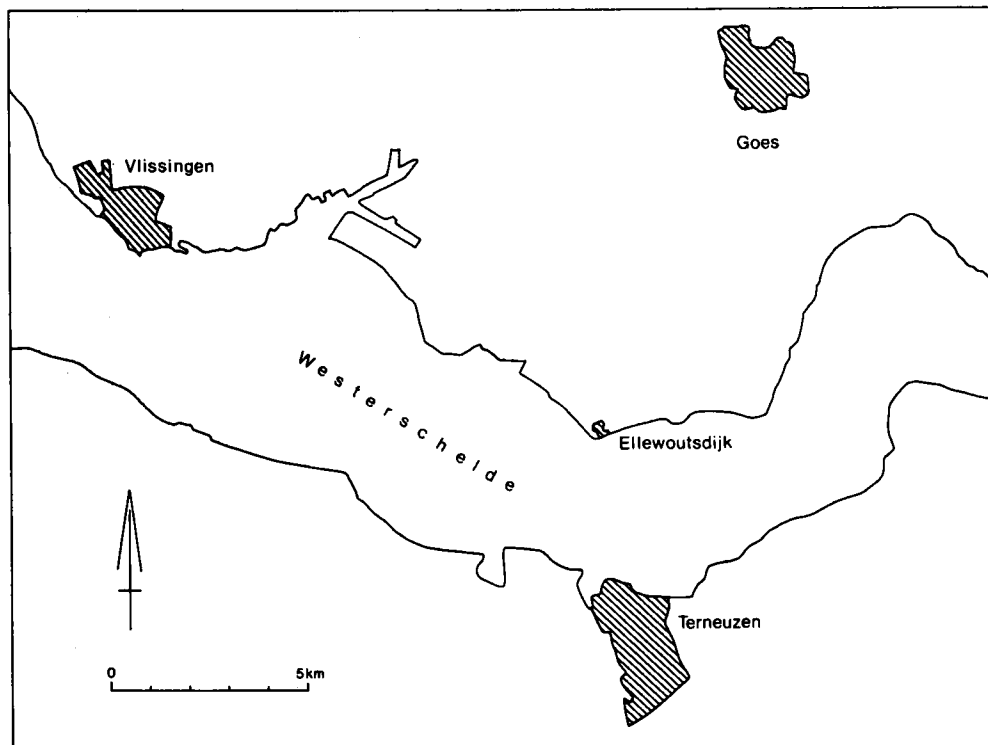 Goes
Vlissingen
Westerschelde
Ellewoutsdijk
Terneuzen
0 5km